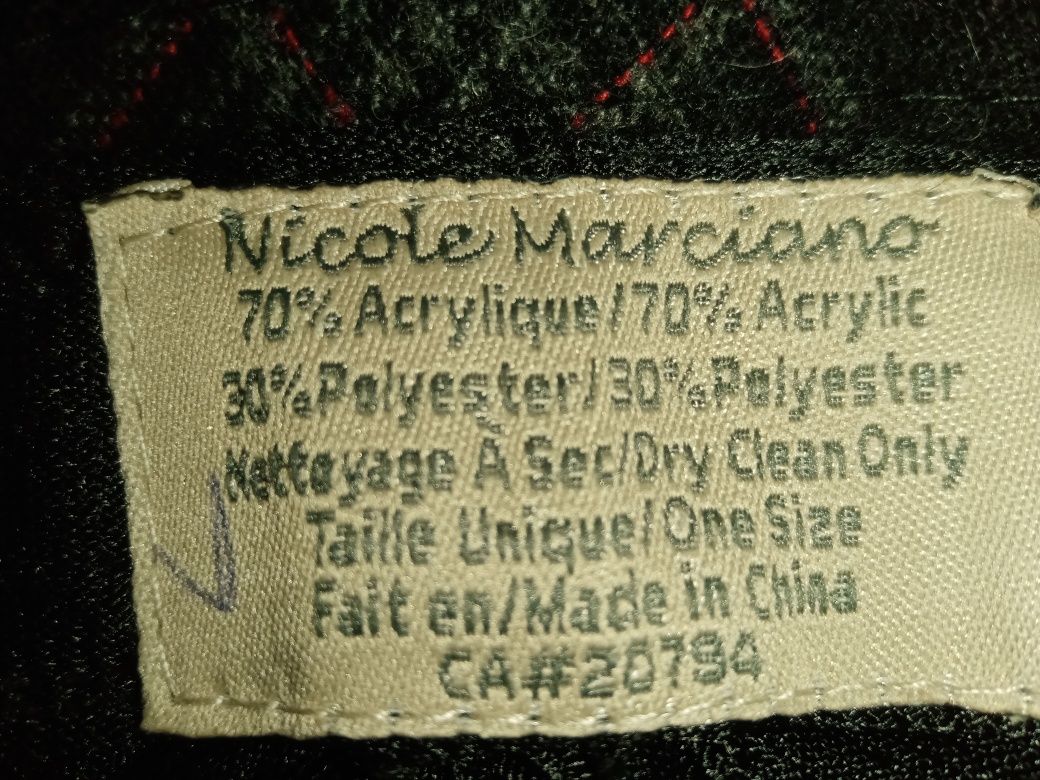 Nicole Marciano
70% Acrylique/70% Acrylic
30% Polyester/30% Polyester
Nettoyage À Sec/Dry Clean Only
Taille Unique/One Size
Fait en/Made in China
CA#20794